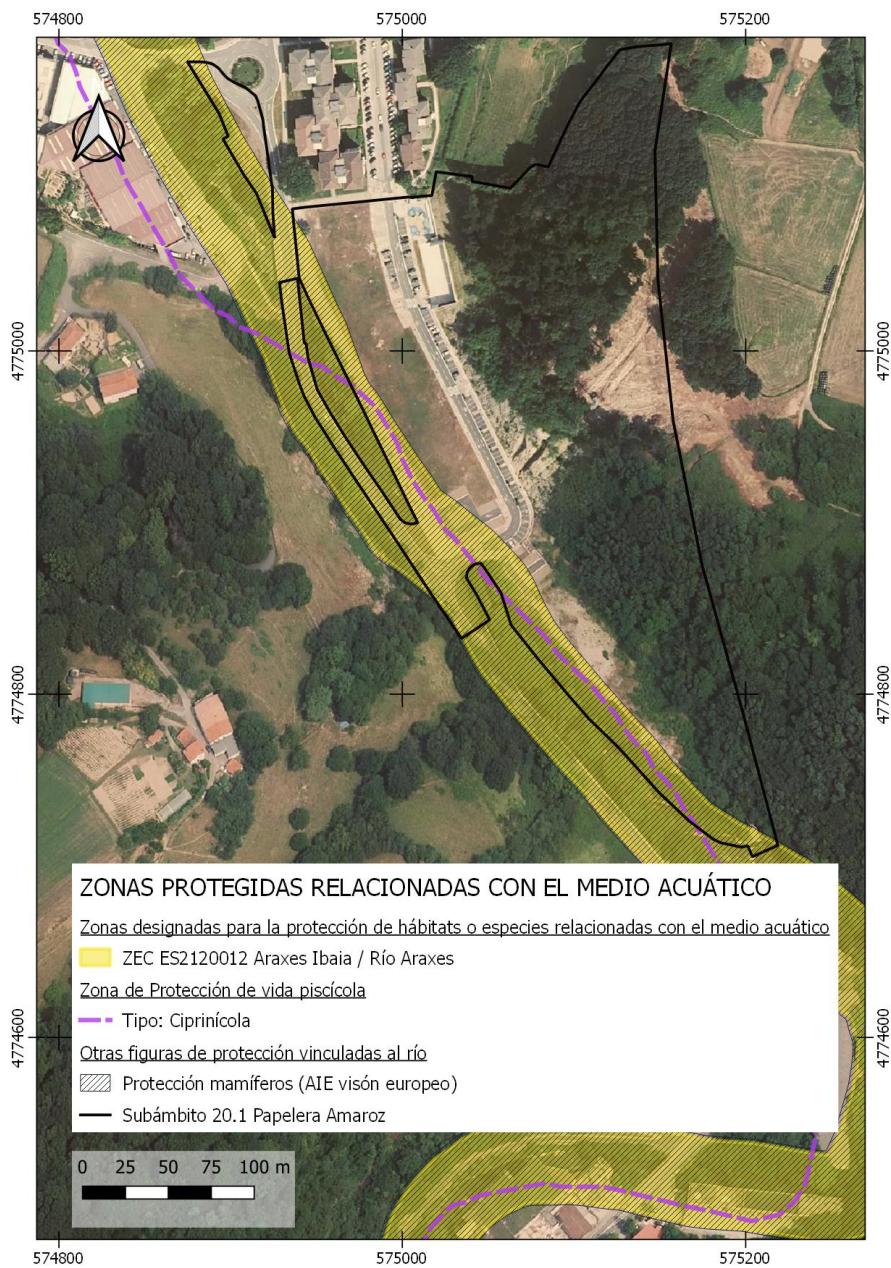 574800 575000 575200
4775000 4775000
4774800 4774800
ZONAS PROTEGIDAS RELACIONADAS CON EL MEDIO ACUÁTICO
Zonas designadas para la protección de hábitats o especies relacionadas con el medio acuático
ZEC ES2120012 Araxes Ibaia / Río Araxes
Zona de Protección de vida piscícola
Tipo: Ciprinícola
4774600 4774600
Otras figuras de protección vinculadas al río
Protección mamíferos (AIE visón europeo)
Subámbito 20.1 Papelera Amaroz
0 25 50 75 100 m
574800 575000 575200